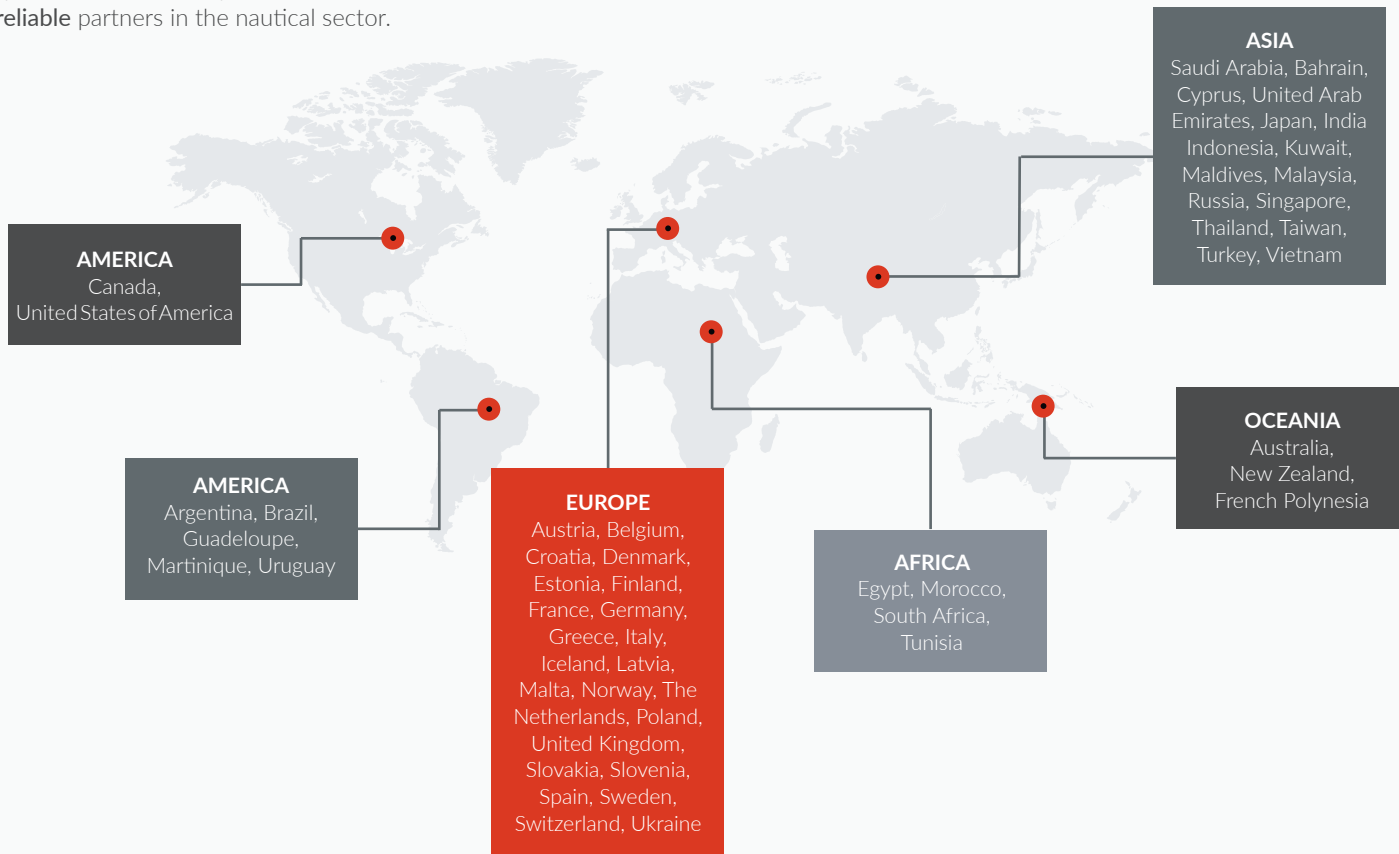 reliable partners in the nautical sector.
ASIA
Saudi Arabia, Bahrain,
Cyprus, United Arab
Emirates, Japan, India
Indonesia, Kuwait,
Maldives, Malaysia,
Russia, Singapore,
Thailand, Taiwan,
Turkey, Vietnam
AMERICA
Canada,
United States of America
OCEANIA
Australia,
New Zealand,
French Polynesia
AMERICA
Argentina, Brazil,
Guadeloupe,
Martinique, Uruguay
EUROPE
Austria, Belgium,
Croatia, Denmark,
Estonia, Finland,
France, Germany,
Greece, Italy,
Iceland, Latvia,
Malta, Norway, The
Netherlands, Poland,
United Kingdom,
Slovakia, Slovenia,
Spain, Sweden,
Switzerland, Ukraine
AFRICA
Egypt, Morocco,
South Africa,
Tunisia